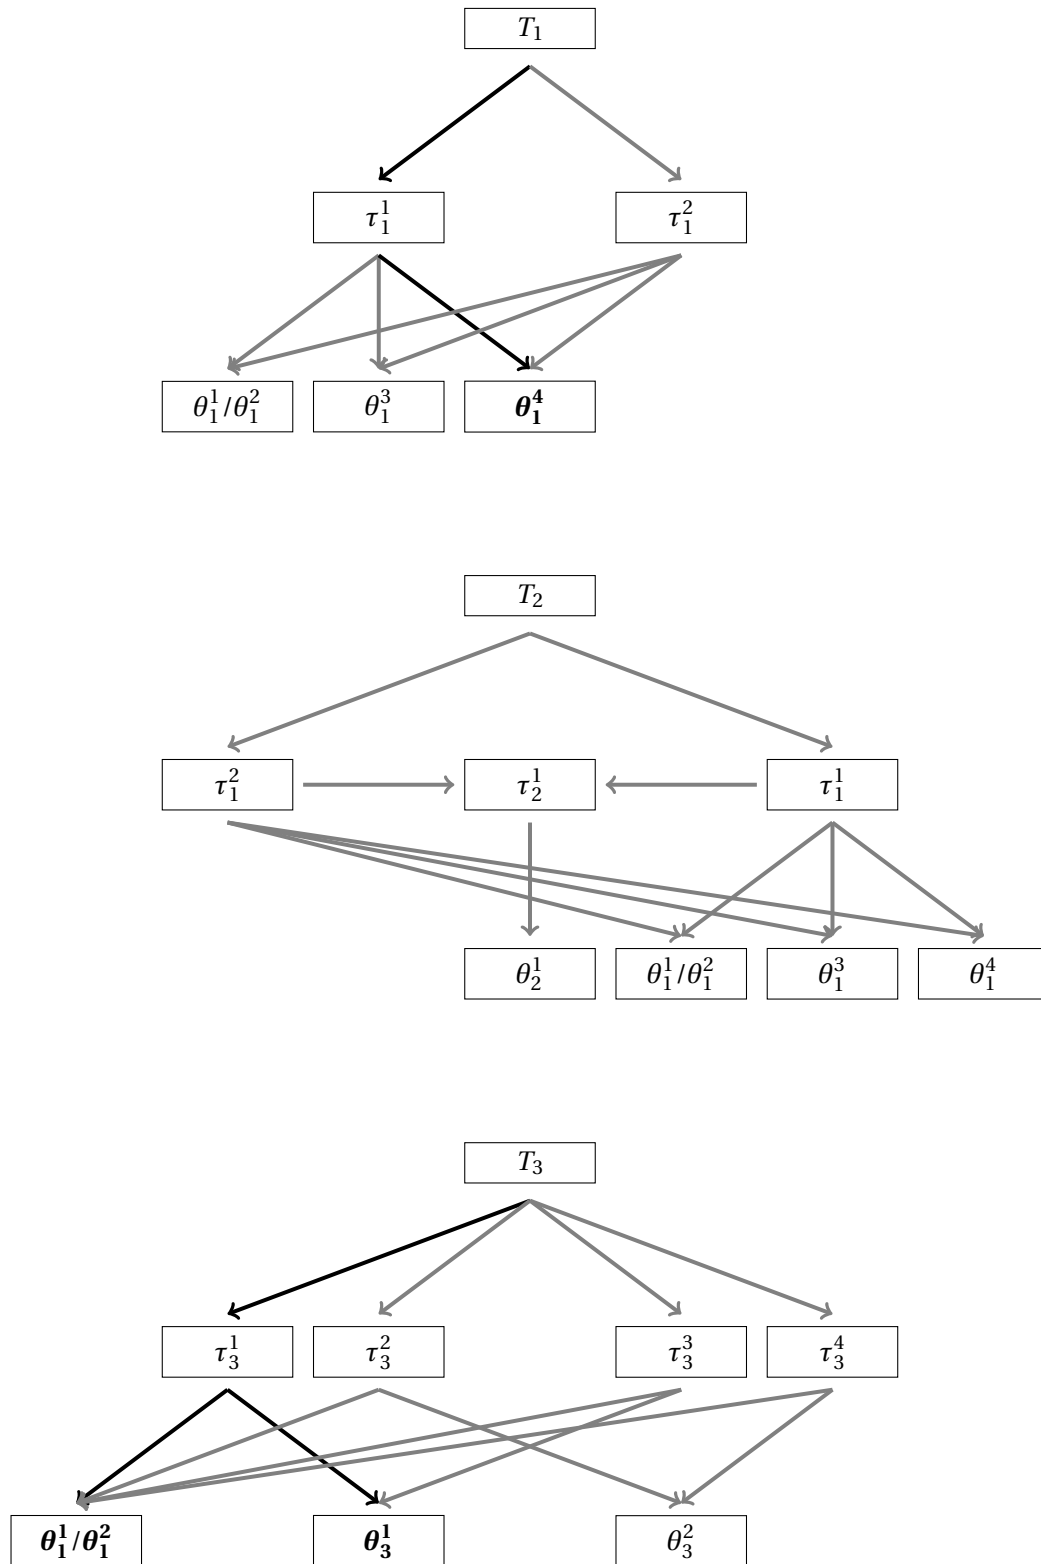 T₁
τ₁¹ τ₁²
θ₁¹/θ₁² θ₁³ θ₁⁴
T₂
τ₁² τ₂¹ τ₁¹
θ₂¹ θ₁¹/θ₁² θ₁³ θ₁⁴
T₃
τ₃¹ τ₃² τ₃³ τ₃⁴
θ₁¹/θ₁² θ₃¹ θ₃²